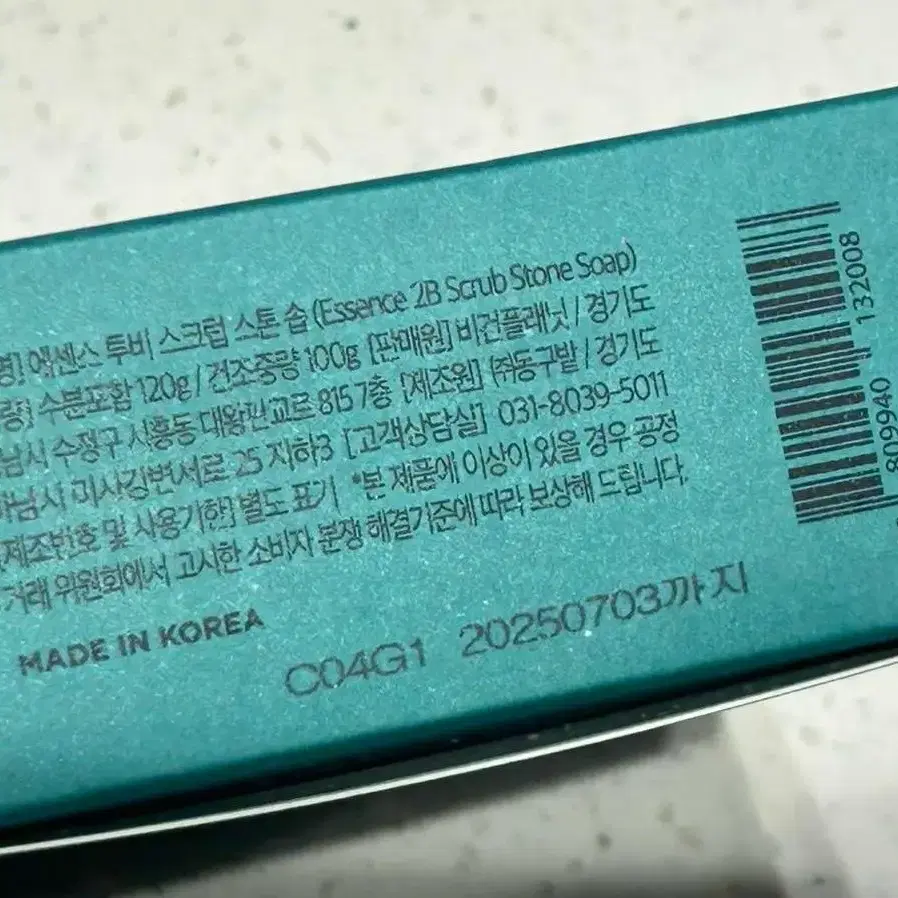 명] 에센스 투비 스크럽 스톤 솝 (Essence 2B Scrub Stone Soap)
량] 수분포함 120g / 건조중량 100g [판매원] 비건플래닛 / 경기도
남시 수정구 시흥동 대왕판교로 815 7층 [제조원] (주)동구밭 / 경기도
하남시 미사강변서로 25 지하3 [고객상담실] 031-8039-5011
[제조번호 및 사용기한] 별도 표기 *본 제품에 이상이 있을 경우 공정
거래 위원회에서 고시한 소비자 분쟁 해결기준에 따라 보상해 드립니다.
MADE IN KOREA
C04G1 20250703까지
809940 132008